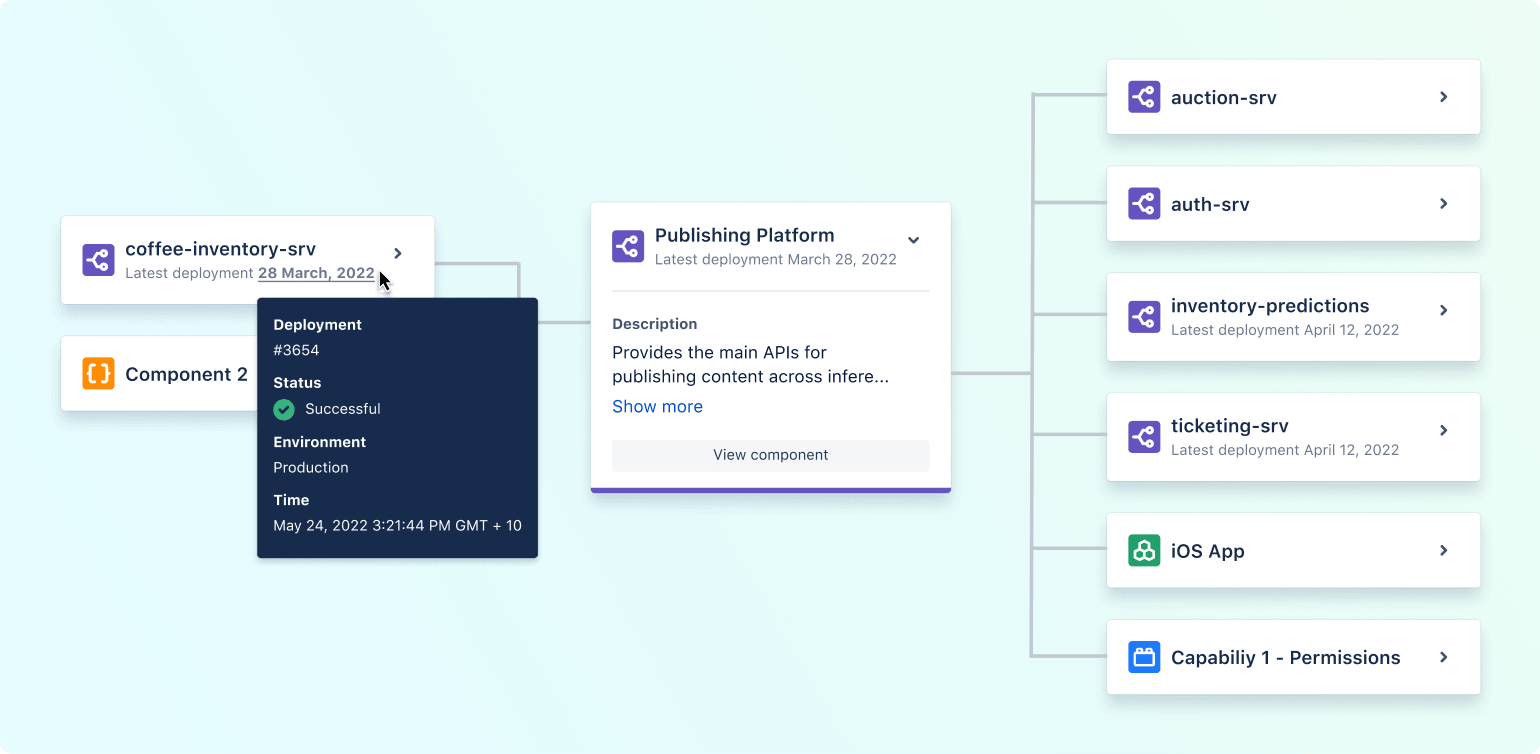 coffee-inventory-srv
Latest deployment 28 March, 2022
Component 2
Deployment
#3654
Status
Successful
Environment
Production
Time
May 24, 2022 3:21:44 PM GMT + 10
Publishing Platform
Latest deployment March 28, 2022
Description
Provides the main APIs for
publishing content across infere...
Show more
View component
auction-srv
auth-srv
inventory-predictions
Latest deployment April 12, 2022
ticketing-srv
Latest deployment April 12, 2022
iOS App
Capabiliy 1 - Permissions